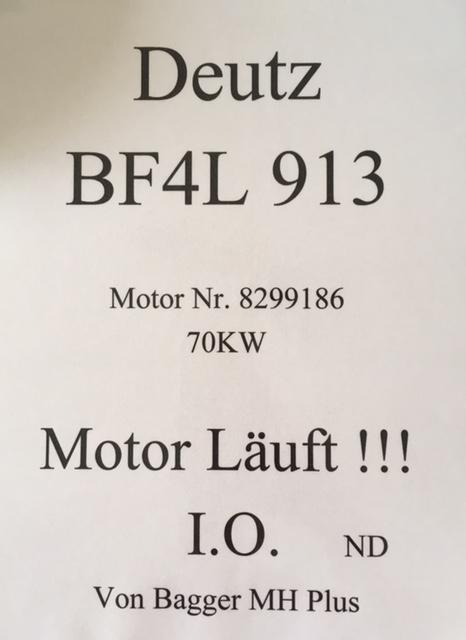 Deutz
BF4L 913
Motor Nr. 8299186
70KW
Motor Läuft !!!
I.O. ND
Von Bagger MH Plus